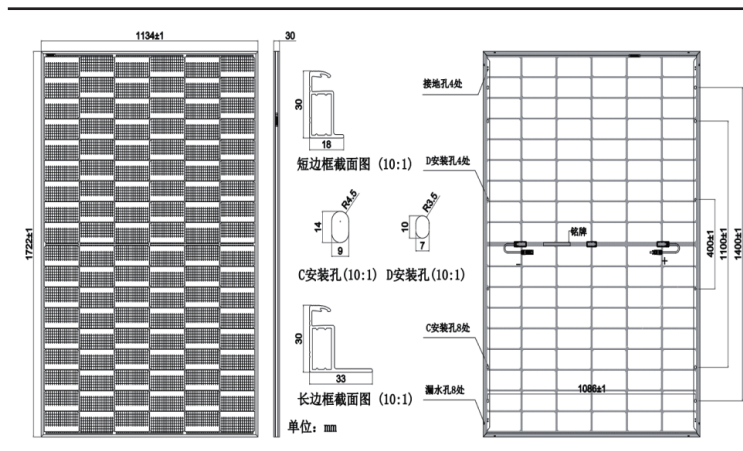 1134±1
30
1722±1
30
18
短边框截面图 (10:1)
R4.5
14
9
R3.5
10
7
C安装孔(10:1) D安装孔(10:1)
30
33
长边框截面图 (10:1)
单位: mm
接地孔4处
D安装孔4处
铭牌
- +
C安装孔8处
漏水孔8处
1086±1
400±1
1100±1
1400±1